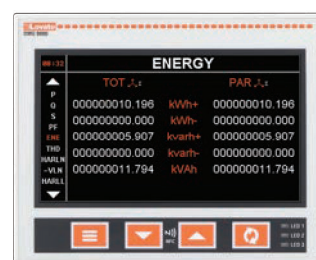 Lovato
ENERGY
TOT PAR
P
Q
S
PF
ENE
THD
HARLN
-VLN
HARLL
000000010.196 kWh+ 000000010.196
000000000.000 kWh- 000000000.000
000000005.907 kvarh+ 000000005.907
000000000.000 kvarh- 000000000.000
000000011.794 kVAh 000000011.794
NFC
LED 1
LED 2
LED 3